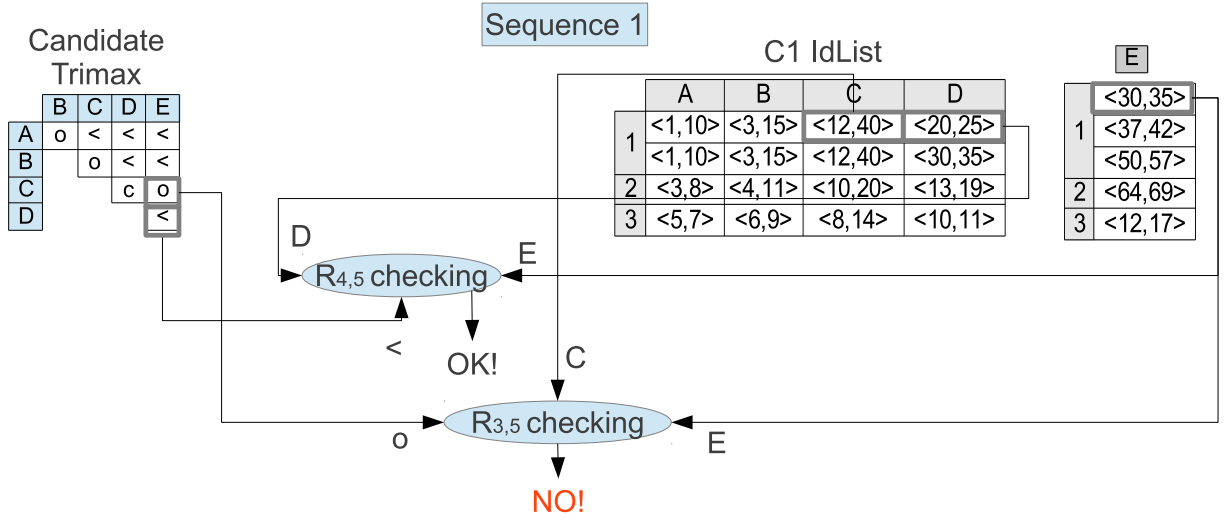 Sequence 1
Candidate
Trimax
B C D E
A o < < <
B o < <
C c o
D <
C1 IdList
A B C D
1 <1,10> <3,15> <12,40> <20,25>
<1,10> <3,15> <12,40> <30,35>
2 <3,8> <4,11> <10,20> <13,19>
3 <5,7> <6,9> <8,14> <10,11>
E
<30,35>
1 <37,42>
<50,57>
2 <64,69>
3 <12,17>
D
E
R4,5 checking
<
OK!
C
R3,5 checking
o
E
NO!